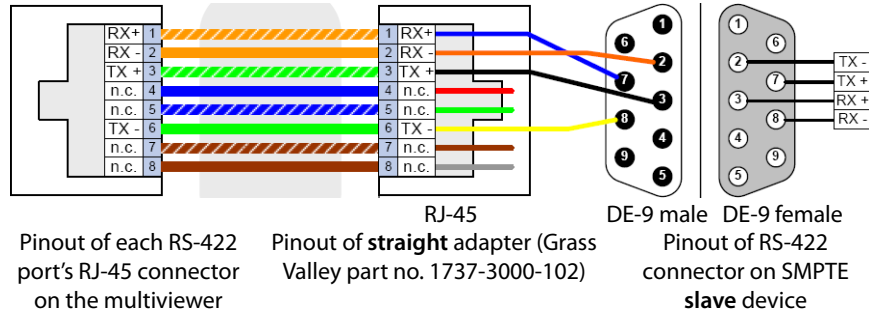 RX+ 1
RX - 2
TX + 3
n.c. 4
n.c. 5
TX - 6
n.c. 7
n.c. 8
1 RX+
2 RX -
3 TX +
4 n.c.
5 n.c.
6 TX -
7 n.c.
8 n.c.
1
6
2
7
3
8
4
9
5
1
6
2
7
3
8
4
9
5
TX -
TX +
RX +
RX -
RJ-45
DE-9 male
DE-9 female
Pinout of each RS-422
port's RJ-45 connector
on the multiviewer
Pinout of straight adapter (Grass
Valley part no. 1737-3000-102)
Pinout of RS-422
connector on SMPTE
slave device